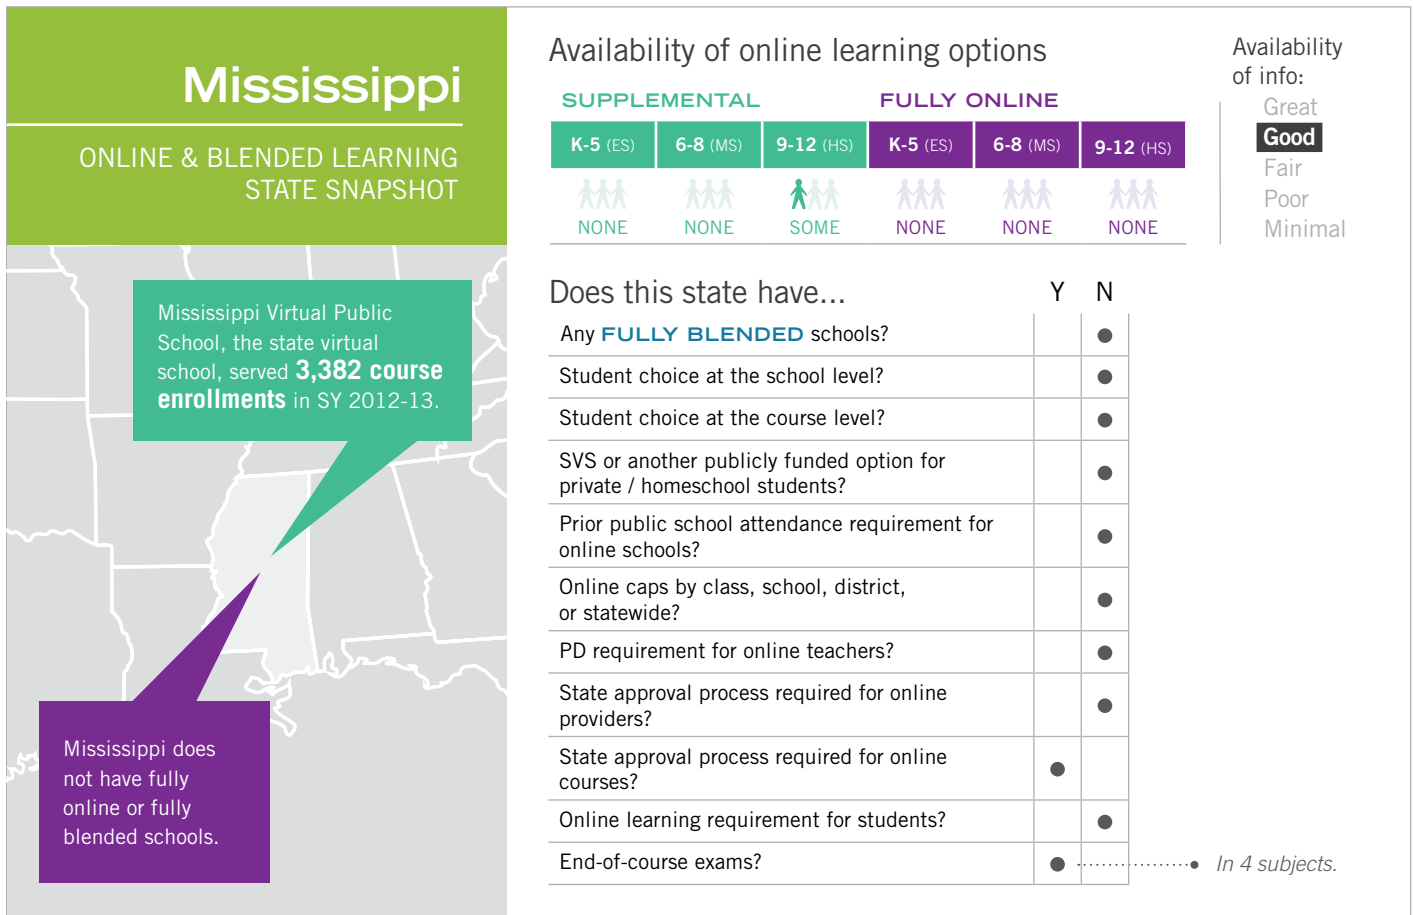 Mississippi
ONLINE & BLENDED LEARNING
STATE SNAPSHOT
Mississippi Virtual Public
School, the state virtual
school, served 3,382 course
enrollments in SY 2012-13.
Mississippi does
not have fully
online or fully
blended schools.
Availability of online learning options
SUPPLEMENTAL FULLY ONLINE
K-5 (ES) 6-8 (MS) 9-12 (HS) K-5 (ES) 6-8 (MS) 9-12 (HS)
NONE NONE SOME NONE NONE NONE
Availability
of info:
Great
Good
Fair
Poor
Minimal
Does this state have... Y N
Any FULLY BLENDED schools?
Student choice at the school level?
Student choice at the course level?
SVS or another publicly funded option for
private / homeschool students?
Prior public school attendance requirement for
online schools?
Online caps by class, school, district,
or statewide?
PD requirement for online teachers?
State approval process required for online
providers?
State approval process required for online
courses?
Online learning requirement for students?
End-of-course exams? In 4 subjects.